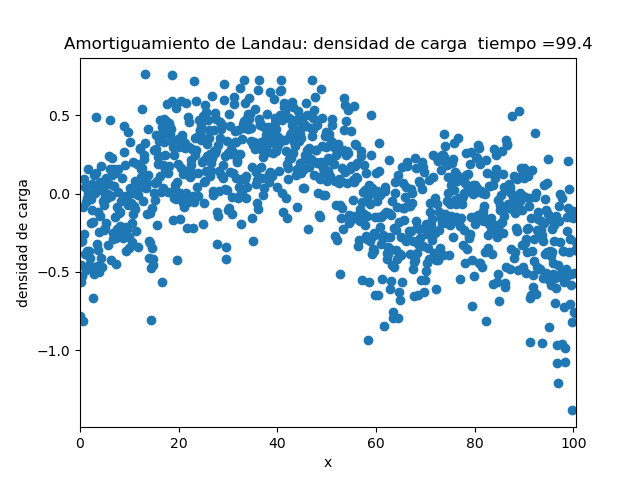 Amortiguamiento de Landau: densidad de carga  tiempo =99.4
0.5
0.0
−0.5
−1.0
densidad de carga
0 20 40 60 80 100
x